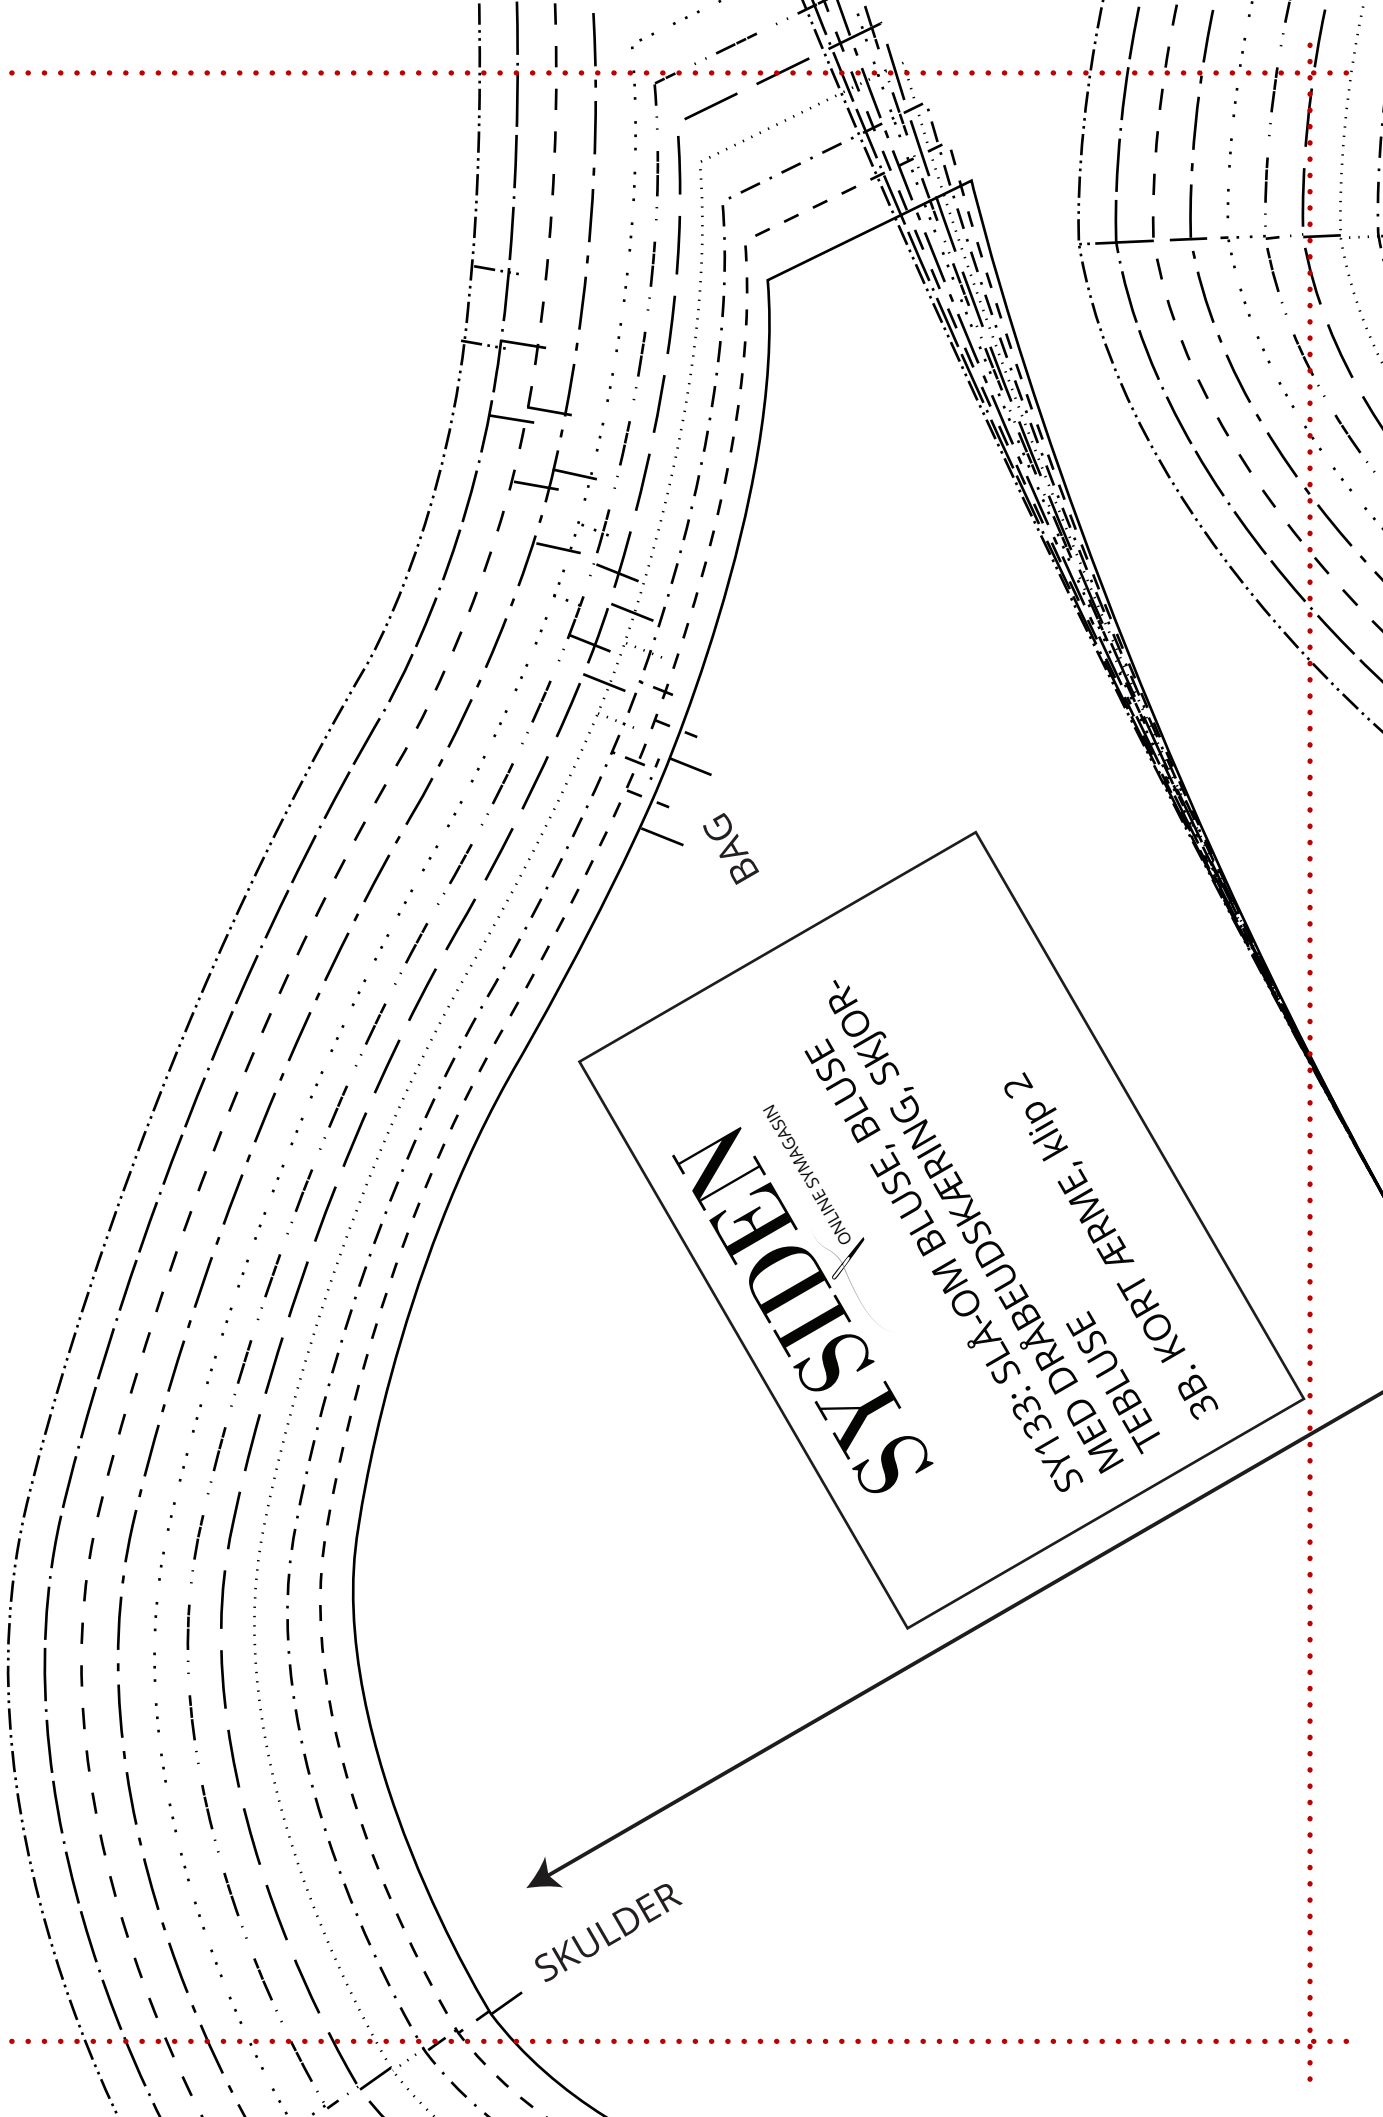 BAG
SYSIDEN
ONLINE SYMAGASIN
SY133: SLÅ-OM BLUSE, BLUSE
MED DRÅBEUDSKÆRING, SKJOR-
TEBLUSE
3B. KORT ÆRME, klip 2
SKULDER